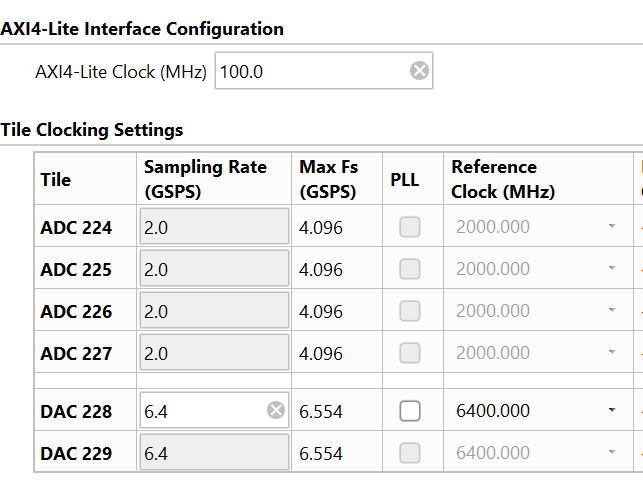 AXI4-Lite Interface Configuration
AXI4-Lite Clock (MHz) 100.0
Tile Clocking Settings
Tile Sampling Rate (GSPS) Max Fs (GSPS) PLL Reference Clock (MHz)
ADC 224 2.0 4.096 2000.000
ADC 225 2.0 4.096 2000.000
ADC 226 2.0 4.096 2000.000
ADC 227 2.0 4.096 2000.000
DAC 228 6.4 6.554 6400.000
DAC 229 6.4 6.554 6400.000